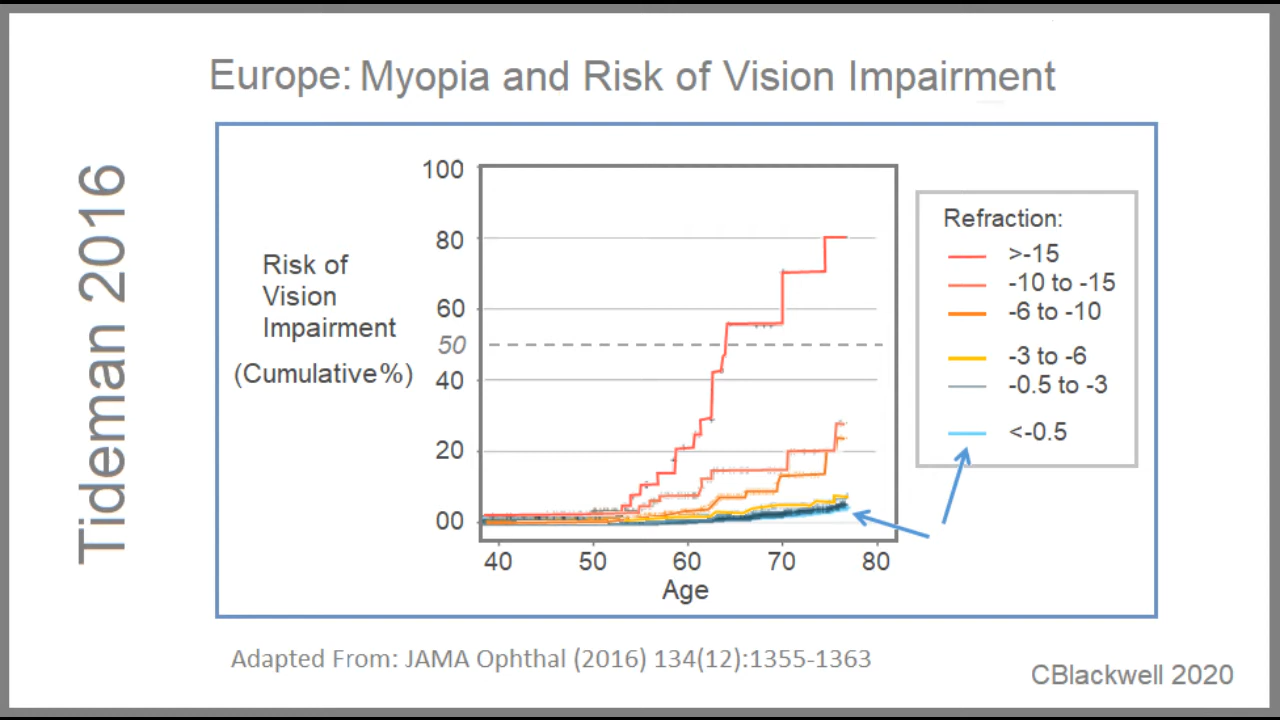 Europe: Myopia and Risk of Vision Impairment
Tideman 2016
Risk of
Vision
Impairment
(Cumulative%)
100
80
60
50
40
20
00
40 50 60 70 80
Age
Refraction:
>-15
-10 to -15
-6 to -10
-3 to -6
-0.5 to -3
<-0.5
Adapted From: JAMA Ophthal (2016) 134(12):1355-1363
CBlackwell 2020